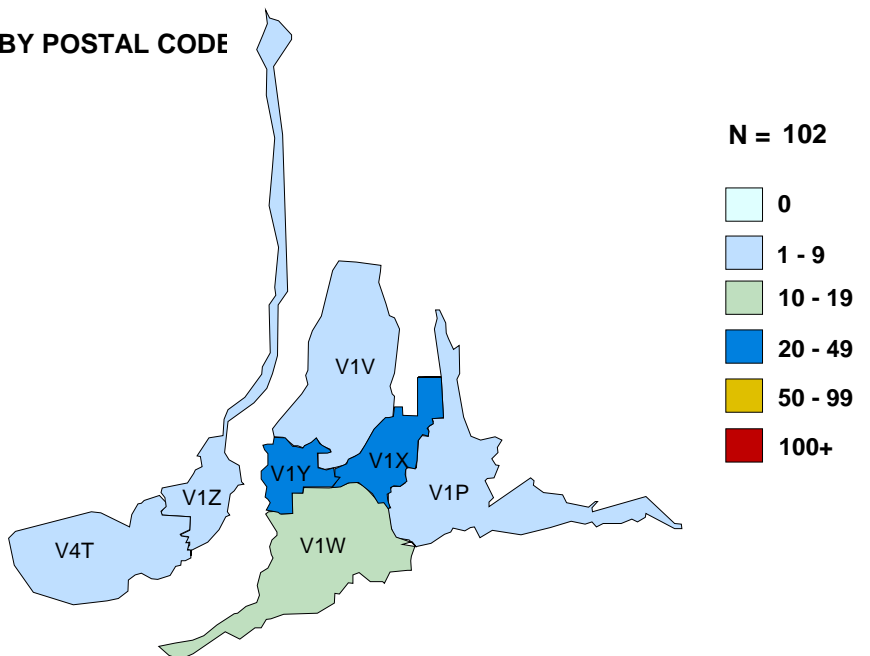 BY POSTAL CODE
N = 102
0
1 - 9
10 - 19
20 - 49
50 - 99
100+
V1V
V1Y
V1X
V1Z
V1P
V1W
V4T